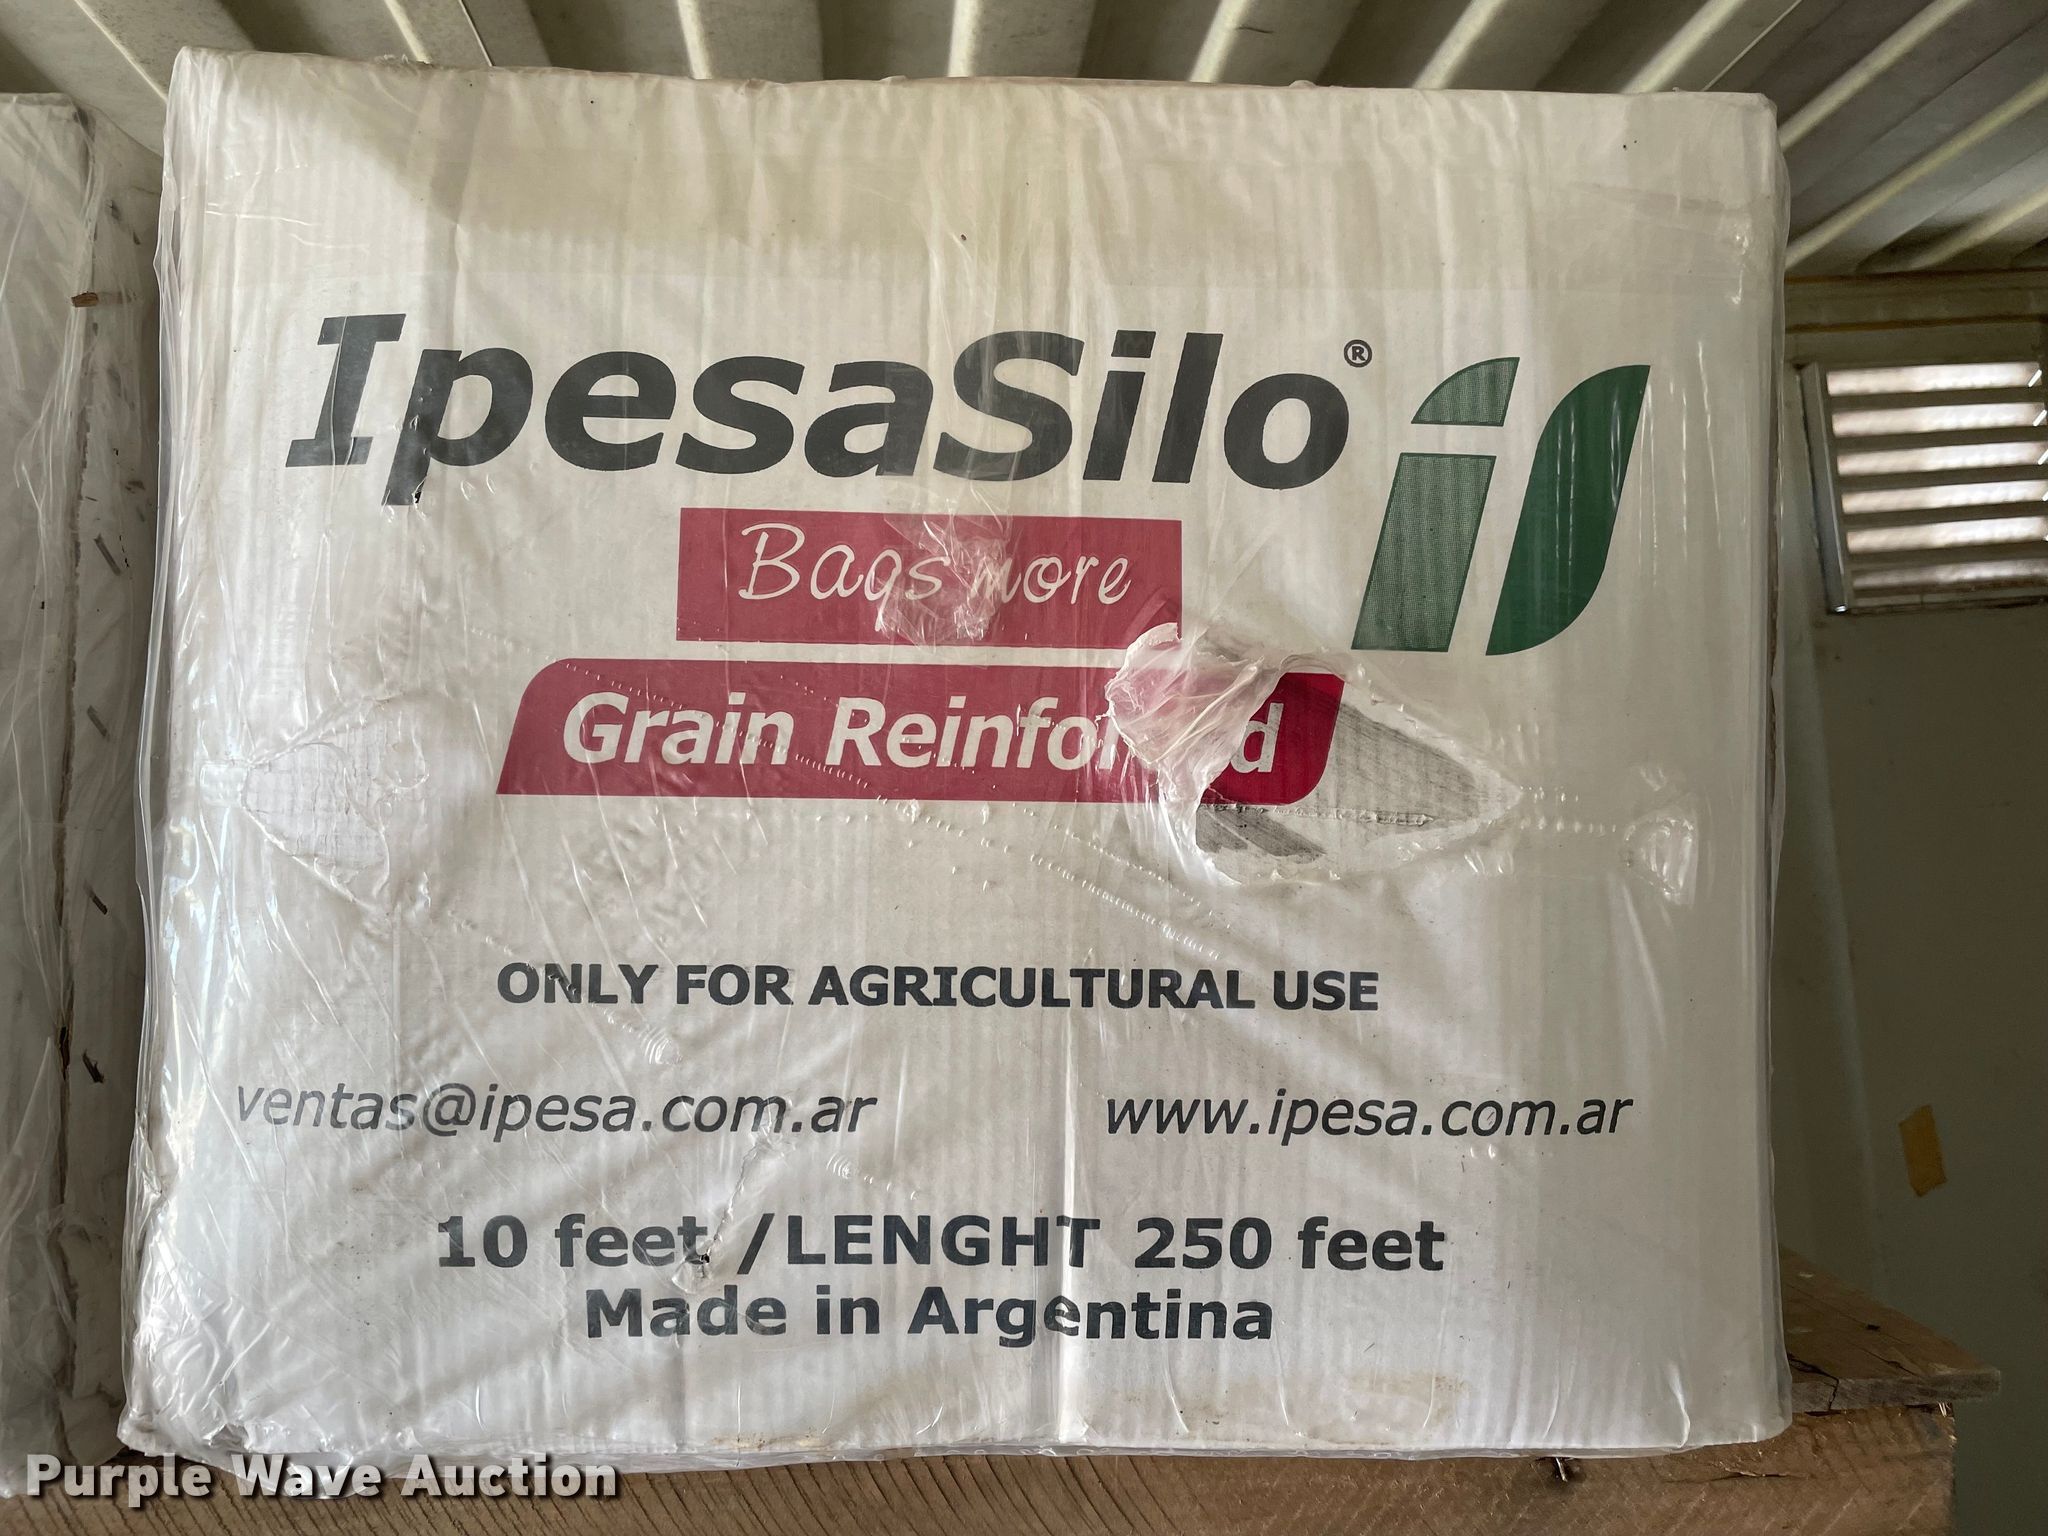 IpesaSilo®
Bags more
Grain
ONLY FOR AGRICULTURAL USE
ventas@ipesa.com.ar
www.ipesa.com.ar
10 feet /LENGHT 250 feet
Made in Argentina
Purple Wave Auction